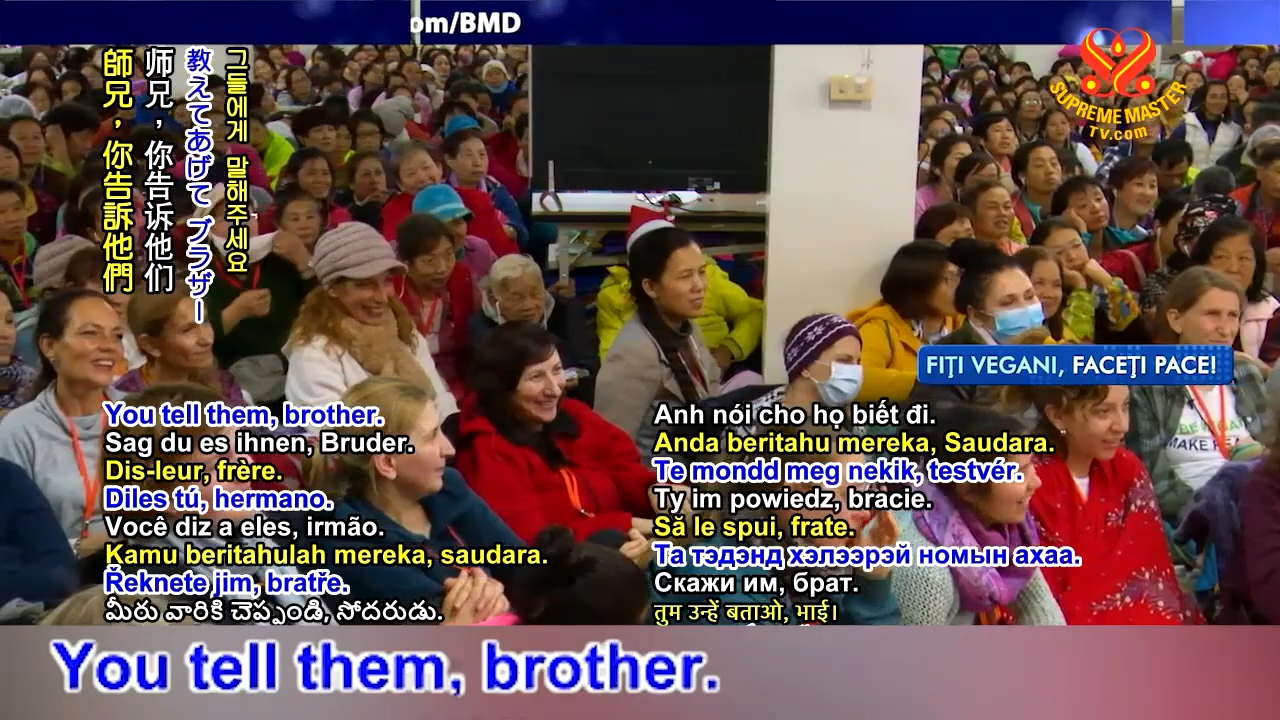 om/BMD
SUPREME MASTER
TV.com
그들에게 말해주세요
教えてあげて ブラザー
师兄，你告诉他们
師兄，你告訴他們
FIȚI VEGANI, FACEȚI PACE!
You tell them, brother.
Sag du es ihnen, Bruder.
Dis-leur, frère.
Diles tú, hermano.
Você diz a eles, irmão.
Kamu beritahulah mereka, saudara.
Řeknete jim, bratře.
మీరు వారికి చెప్పండి, సోదరుడు.
Anh nói cho họ biết đi.
Anda beritahu mereka, Saudara.
Te mondd meg nekik, testvér.
Ty im powiedz, bracie.
Să le spui, frate.
Та тэдэнд хэлээрэй номын ахаа.
Скажи им, брат.
तुम उन्हें बताओ, भाई।
MAKE PEA
You tell them, brother.